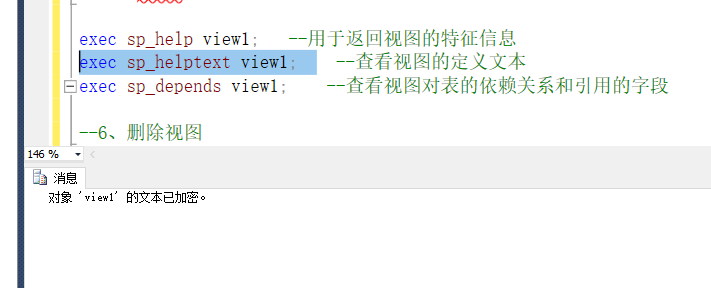 exec sp_help view1;   --用于返回视图的特征信息
exec sp_helptext view1;   --查看视图的定义文本
exec sp_depends view1;   --查看视图对表的依赖关系和引用的字段
--6、删除视图
146 %
消息
对象 'view1' 的文本已加密。